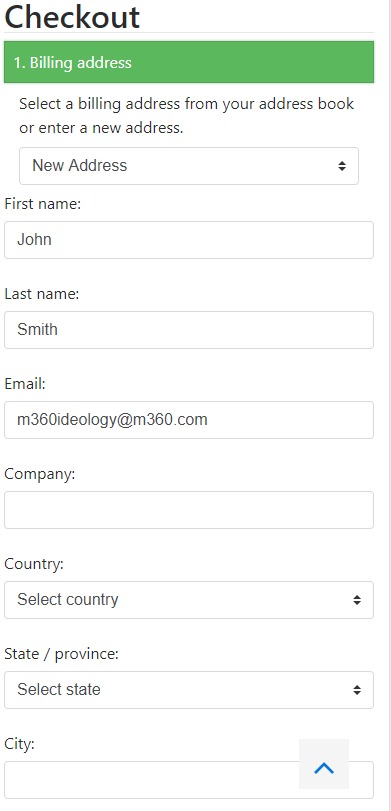 Checkout
1. Billing address
Select a billing address from your address book
or enter a new address.
New Address
First name:
John
Last name:
Smith
Email:
m360ideology@m360.com
Company:
Country:
Select country
State / province:
Select state
City: